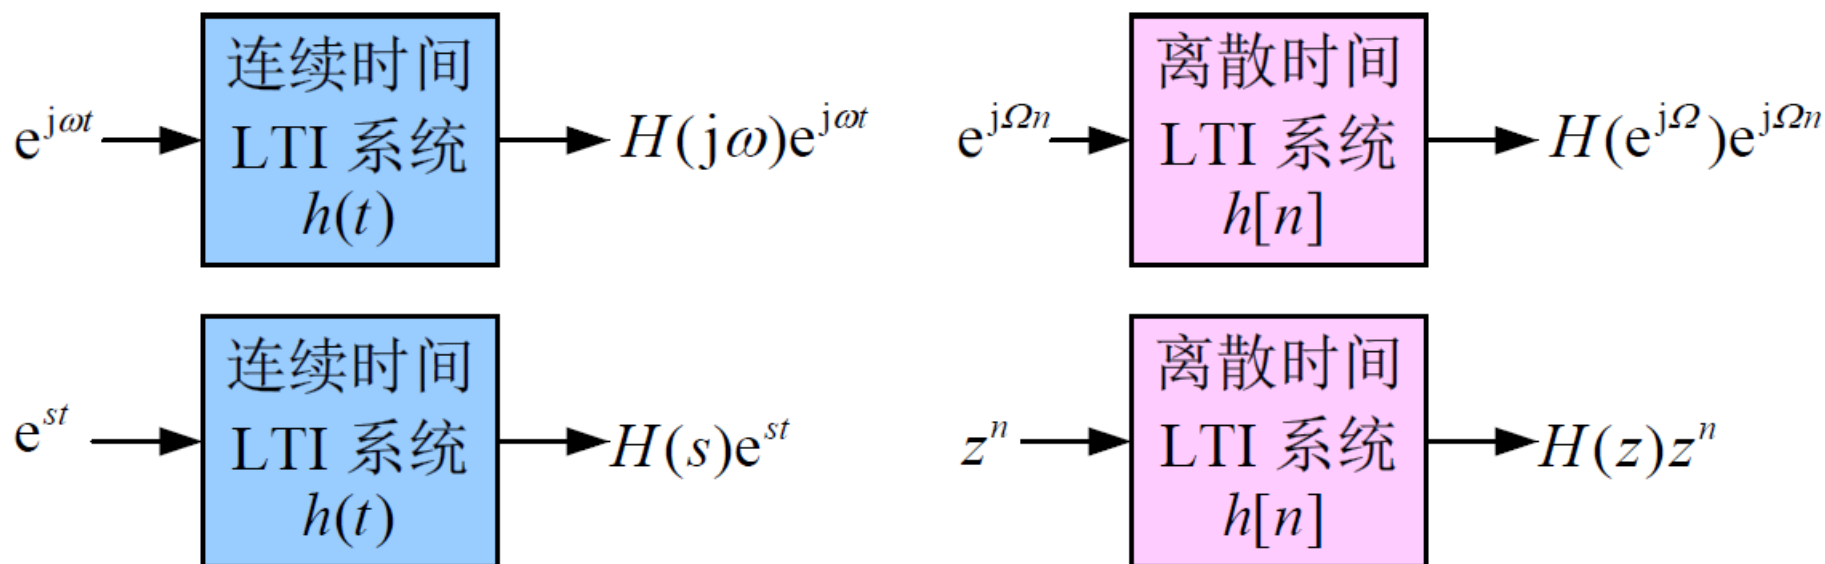 e^{jωt}
连续时间
LTI 系统
h(t)
H(jω)e^{jωt}
e^{jΩn}
离散时间
LTI 系统
h[n]
H(e^{jΩ})e^{jΩn}
e^{st}
连续时间
LTI 系统
h(t)
H(s)e^{st}
z^n
离散时间
LTI 系统
h[n]
H(z)z^n